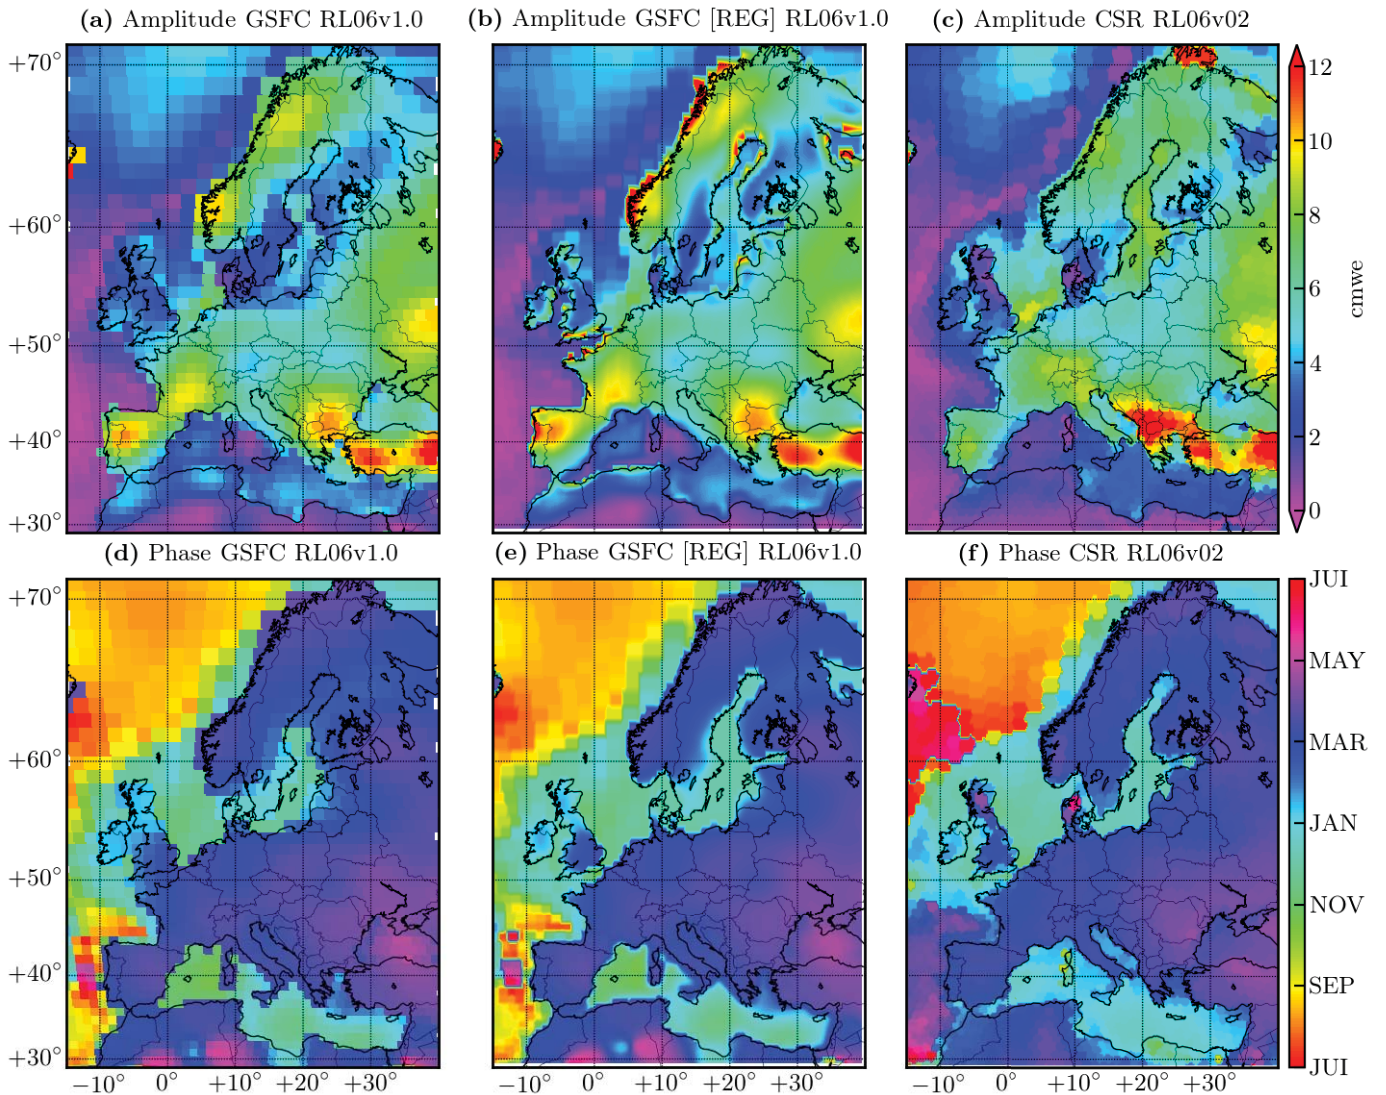 (a) Amplitude GSFC RL06v1.0
(b) Amplitude GSFC [REG] RL06v1.0
(c) Amplitude CSR RL06v02
+70°
+60°
+50°
+40°
+30°
12
10
8
6
4
2
0
cmwe
(d) Phase GSFC RL06v1.0
(e) Phase GSFC [REG] RL06v1.0
(f) Phase CSR RL06v02
+70°
+60°
+50°
+40°
+30°
JUI
MAY
MAR
JAN
NOV
SEP
JUI
−10° 0° +10° +20° +30°
−10° 0° +10° +20° +30°
−10° 0° +10° +20° +30°